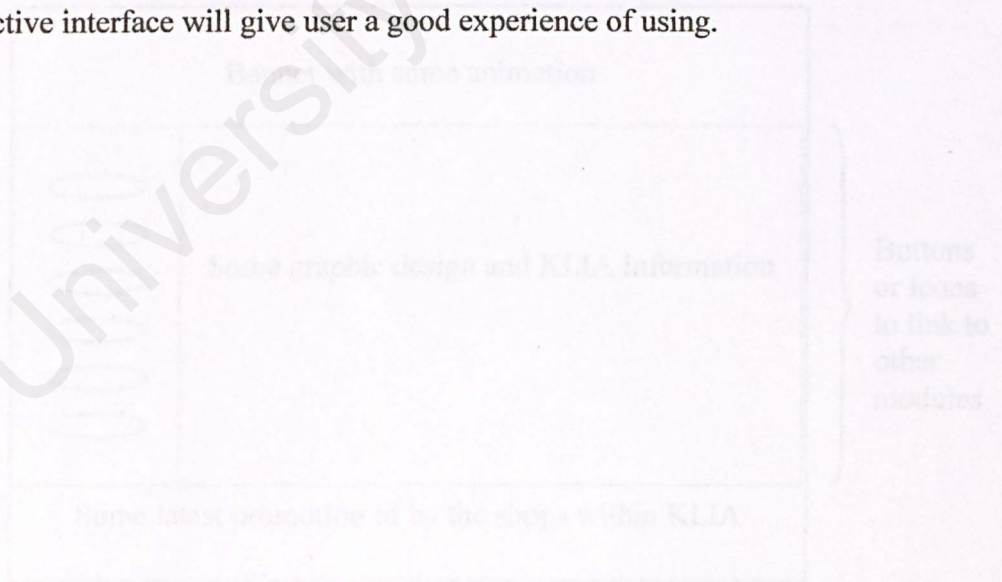 ctive interface will give user a good experience of using.
University
Banner with some animation
Some graphic design and KLIA Information
Buttons
or Icons
to link to
other
modules
Some latest promotion by the shops within KLIA